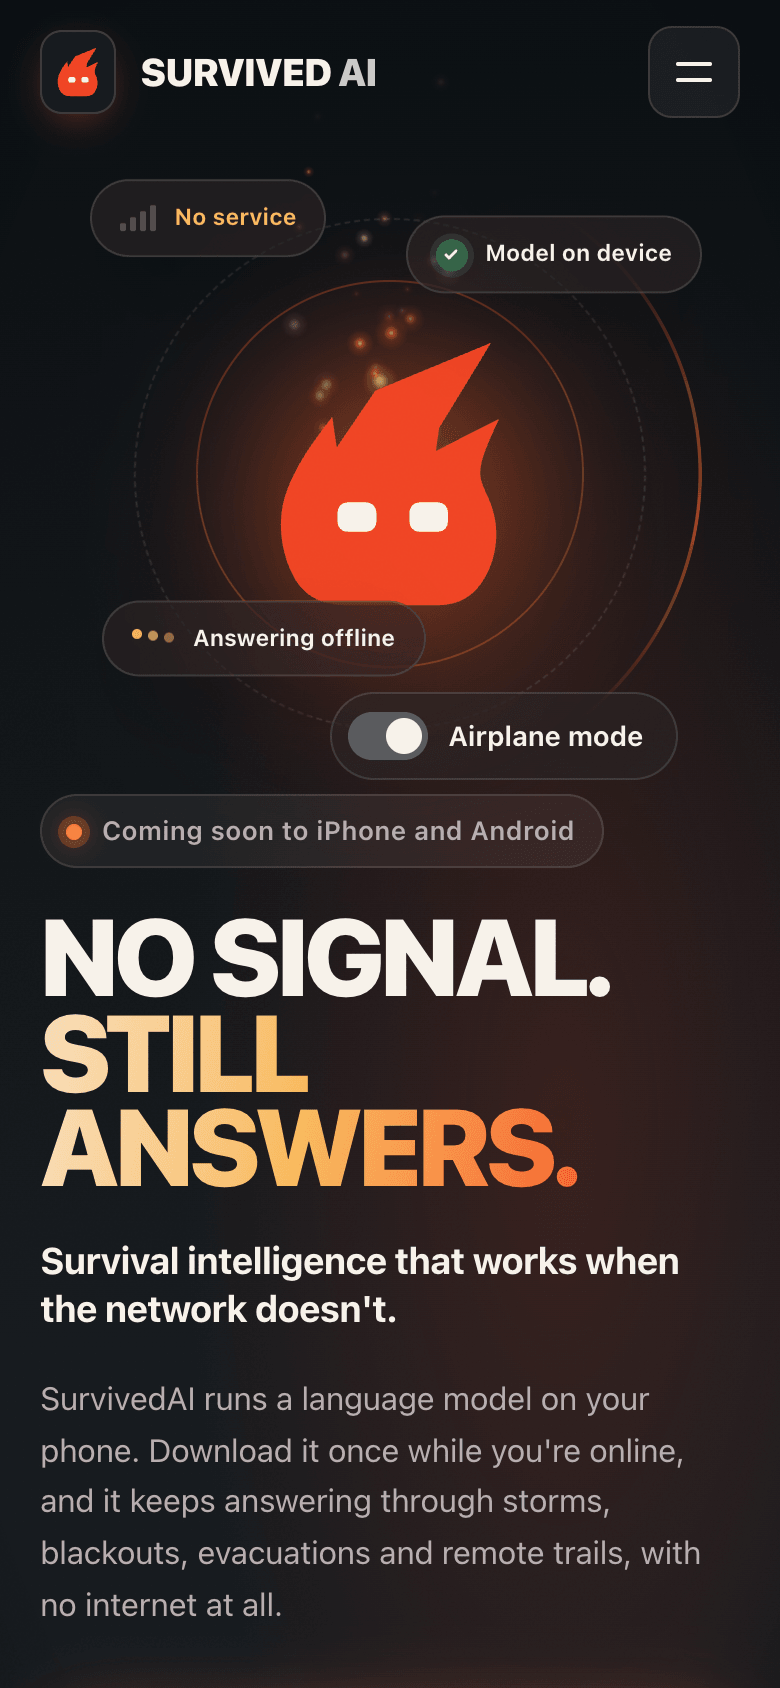 SURVIVED AI
No service
Model on device
Answering offline
Airplane mode
Coming soon to iPhone and Android
NO SIGNAL.
STILL
ANSWERS.
Survival intelligence that works when
the network doesn't.
SurvivedAI runs a language model on your
phone. Download it once while you're online,
and it keeps answering through storms,
blackouts, evacuations and remote trails, with
no internet at all.